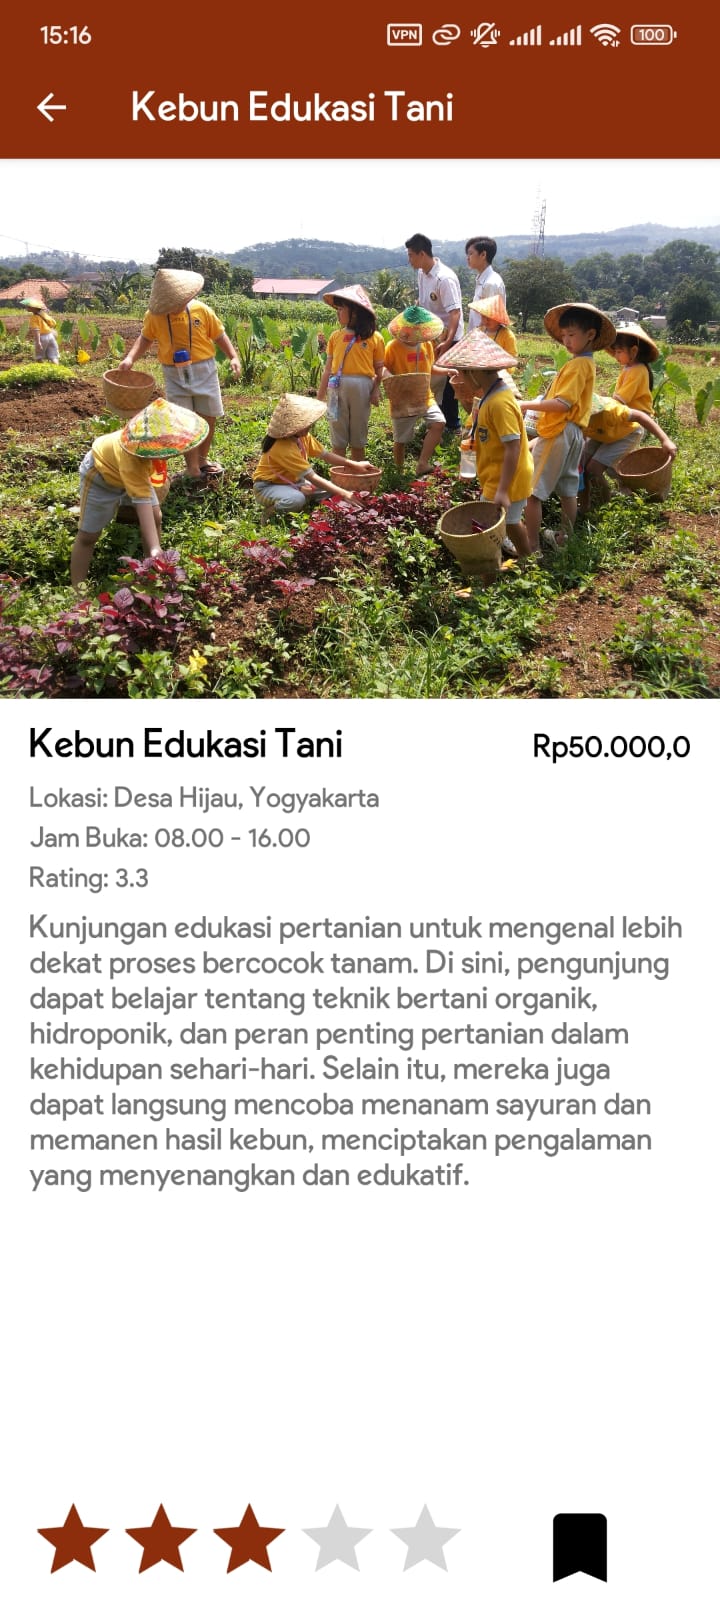 15:16
VPN
100
Kebun Edukasi Tani
Kebun Edukasi Tani
Rp50.000,0
Lokasi: Desa Hijau, Yogyakarta
Jam Buka: 08.00 - 16.00
Rating: 3.3
Kunjungan edukasi pertanian untuk mengenal lebih
dekat proses bercocok tanam. Di sini, pengunjung
dapat belajar tentang teknik bertani organik,
hidroponik, dan peran penting pertanian dalam
kehidupan sehari-hari. Selain itu, mereka juga
dapat langsung mencoba menanam sayuran dan
memanen hasil kebun, menciptakan pengalaman
yang menyenangkan dan edukatif.